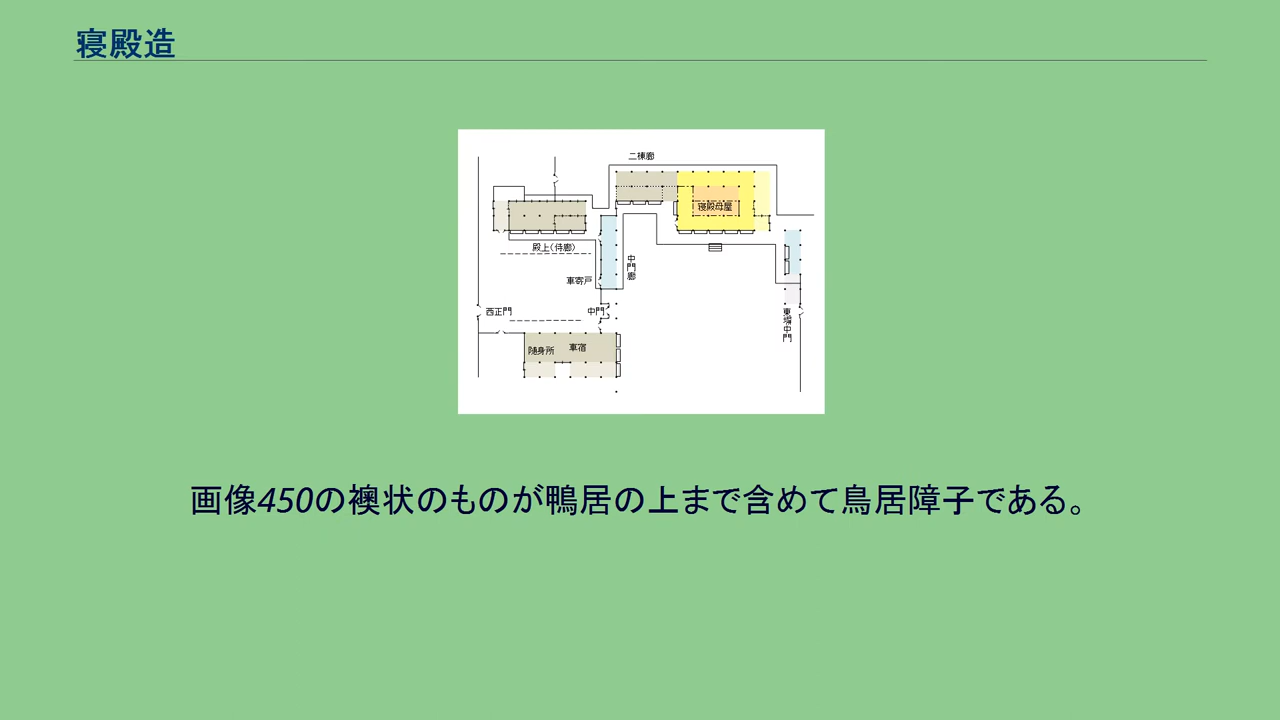 寝殿造
二棟廊
寝殿母屋
殿上(侍廊)
中門廊
車寄戸
西正門
中門
東端中門
随身所
車宿
画像450の襖状のものが鴨居の上まで含めて鳥居障子である。